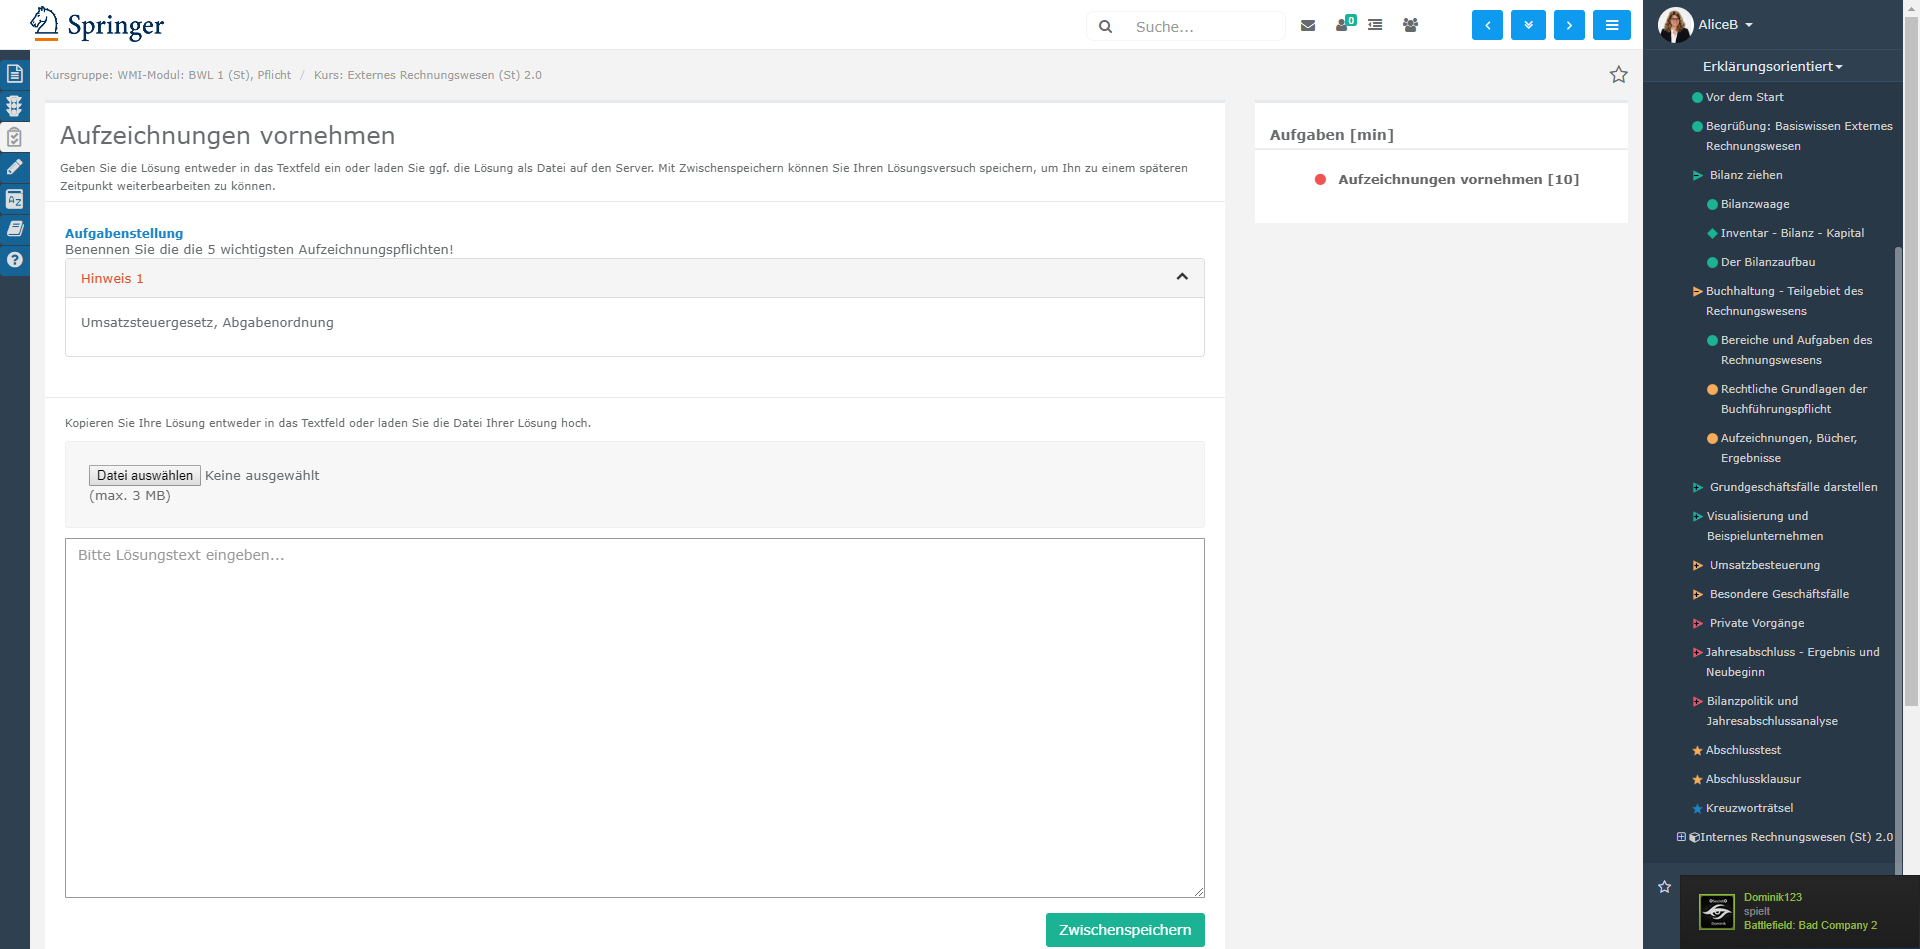 Springer
Suche...
0
AliceB
Kursgruppe: WMI-Modul: BWL 1 (St), Pflicht / Kurs: Externes Rechnungswesen (St) 2.0
Aufzeichnungen vornehmen
Geben Sie die Lösung entweder in das Textfeld ein oder laden Sie ggf. die Lösung als Datei auf den Server. Mit Zwischenspeichern können Sie Ihren Lösungsversuch speichern, um Ihn zu einem späteren
Zeitpunkt weiterbearbeiten zu können.
Aufgabenstellung
Benennen Sie die die 5 wichtigsten Aufzeichnungspflichten!
Hinweis 1
Umsatzsteuergesetz, Abgabenordnung
Kopieren Sie Ihre Lösung entweder in das Textfeld oder laden Sie die Datei Ihrer Lösung hoch.
Datei auswählen Keine ausgewählt
(max. 3 MB)
Bitte Lösungstext eingeben...
Zwischenspeichern
Aufgaben [min]
Aufzeichnungen vornehmen [10]
Erklärungsorientiert
Vor dem Start
Begrüßung: Basiswissen Externes
Rechnungswesen
Bilanz ziehen
Bilanzwaage
Inventar - Bilanz - Kapital
Der Bilanzaufbau
Buchhaltung - Teilgebiet des
Rechnungswesens
Bereiche und Aufgaben des
Rechnungswesens
Rechtliche Grundlagen der
Buchführungspflicht
Aufzeichnungen, Bücher,
Ergebnisse
Grundgeschäftsfälle darstellen
Visualisierung und
Beispielunternehmen
Umsatzbesteuerung
Besondere Geschäftsfälle
Private Vorgänge
Jahresabschluss - Ergebnis und
Neubeginn
Bilanzpolitik und
Jahresabschlussanalyse
Abschlusstest
Abschlussklausur
Kreuzworträtsel
Internes Rechnungswesen (St) 2.0
Dominik123
spielt
Battlefield: Bad Company 2